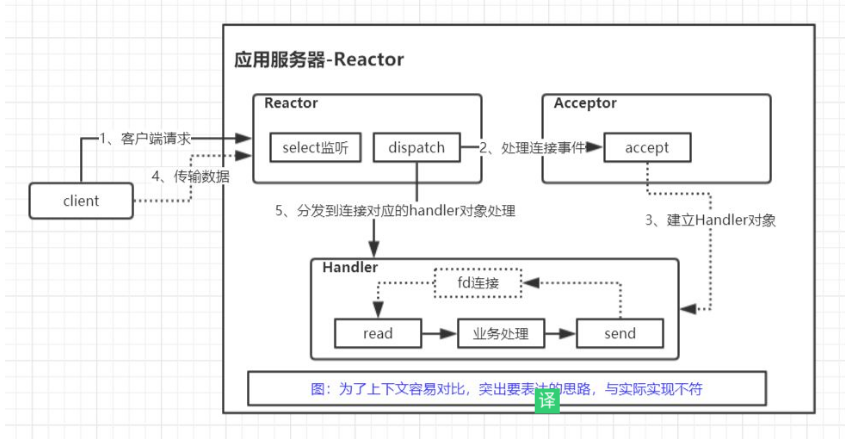 应用服务器-Reactor
Reactor
Acceptor
1、客户端请求
select监听
dispatch
2、处理连接事件
accept
4、传输数据
client
5、分发到连接对应的handler对象处理
3、建立Handler对象
Handler
fd连接
read
业务处理
send
图：为了上下文容易对比，突出要表达的思路，与实际实现不符
译